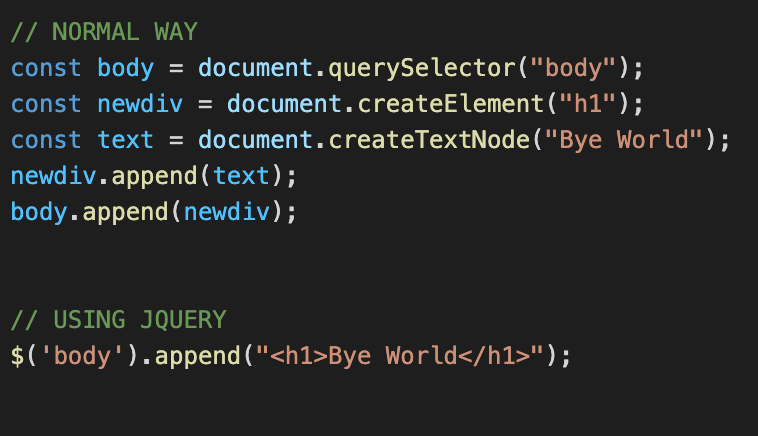 // NORMAL WAY
const body = document.querySelector("body");
const newdiv = document.createElement("h1");
const text = document.createTextNode("Bye World");
newdiv.append(text);
body.append(newdiv);
// USING JQUERY
$('body').append("<h1>Bye World</h1>");